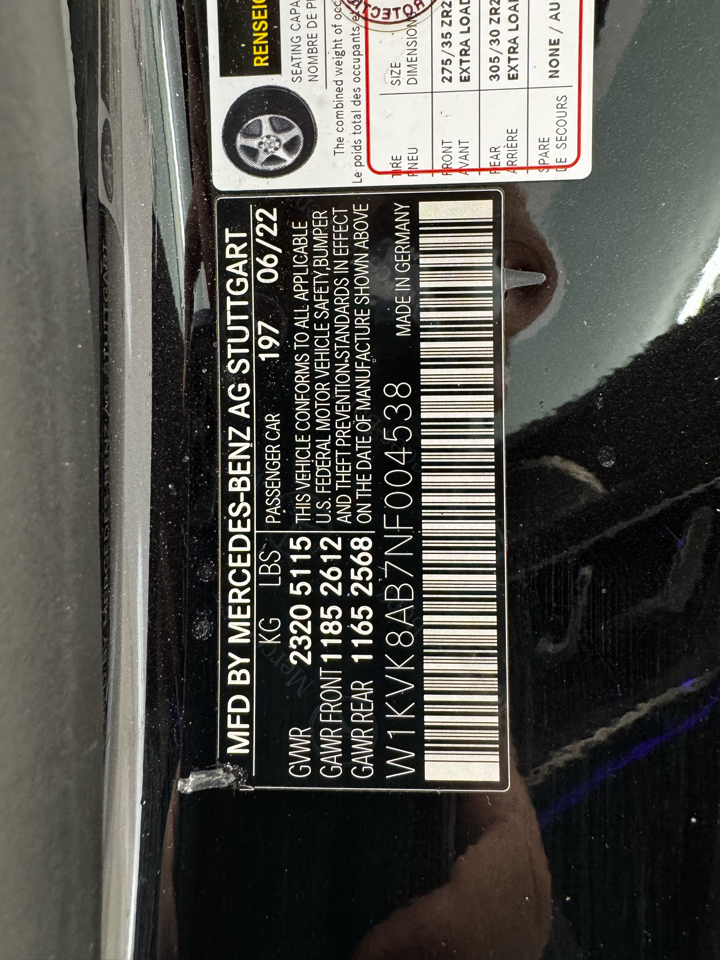 MFD BY MERCEDES-BENZ AG STUTTGART
KG LBS PASSENGER CAR 197 06/22
GVWR 2320 5115
GAWR FRONT 1185 2612
GAWR REAR 1165 2568
THIS VEHICLE CONFORMS TO ALL APPLICABLE
U.S. FEDERAL MOTOR VEHICLE SAFETY,BUMPER
AND THEFT PREVENTION STANDARDS IN EFFECT
ON THE DATE OF MANUFACTURE SHOWN ABOVE
W1KVK8AB7NF004538 MADE IN GERMANY
RENSEIG
SEATING CAPA
NOMBRE DE P
The combined weight of occ
Le poids total des occupants e
TIRE SIZE
PNEU DIMENSION
FRONT 275/35 ZR2
AVANT EXTRA LOAD
REAR 305/30 ZR2
ARRIÈRE EXTRA LOA
SPARE NONE / AU
DE SECOURS